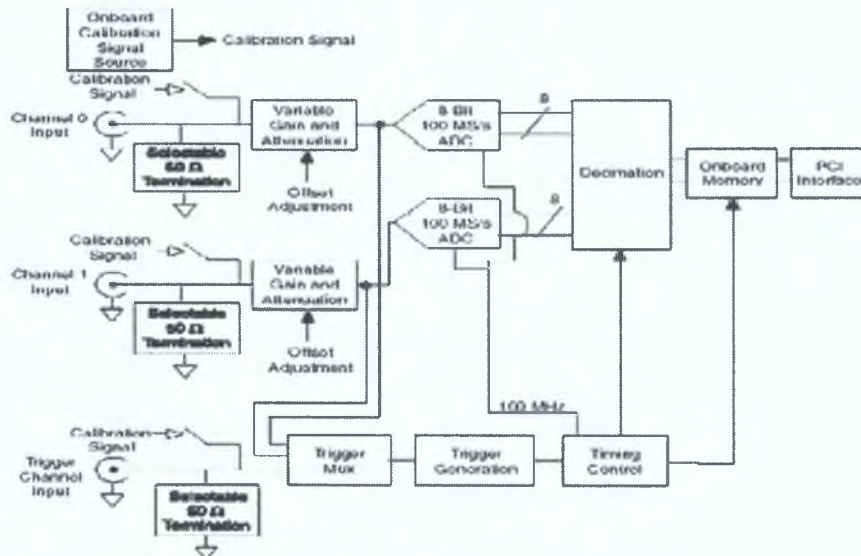 Onboard
Calibration
Signal
Source
Calibration Signal
Calibration
Signal
Channel 0
Input
Selectable
50 Ω
Termination
Variable
Gain and
Attenuation
Offset
Adjustment
8-Bit
100 MS/s
ADC
8
Decimation
Onboard
Memory
PCI
Interface
8-Bit
100 MS/s
ADC
8
Calibration
Signal
Channel 1
Input
Selectable
50 Ω
Termination
Variable
Gain and
Attenuation
Offset
Adjustment
100 MHz
Calibration
Signal
Trigger
Channel
Input
Selectable
50 Ω
Termination
Trigger
Mux
Trigger
Generation
Timing
Control